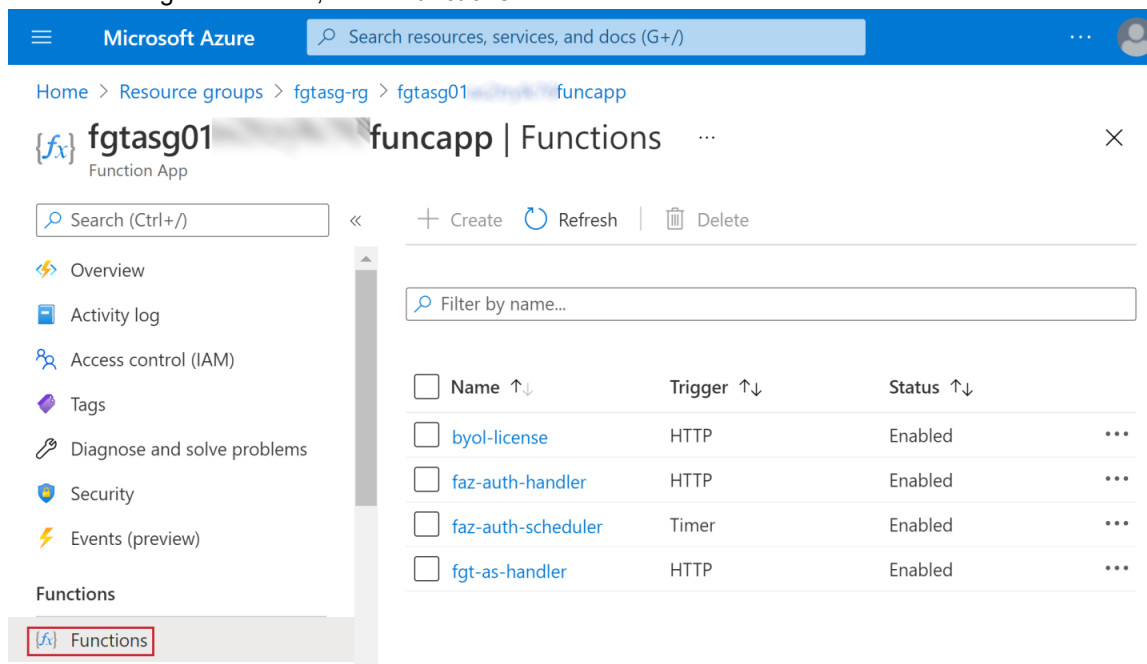 Microsoft Azure
Search resources, services, and docs (G+/)
Home > Resource groups > fgtasg-rg > fgtasg01 funcapp
fgtasg01 funcapp | Functions ...
Function App
Search (Ctrl+/)
«
+ Create Refresh | Delete
Overview
Activity log
Access control (IAM)
Tags
Diagnose and solve problems
Security
Events (preview)
Functions
Functions
Filter by name...
Name ↑↓ Trigger ↑↓ Status ↑↓
byol-license HTTP Enabled ...
faz-auth-handler HTTP Enabled ...
faz-auth-scheduler Timer Enabled ...
fgt-as-handler HTTP Enabled ...